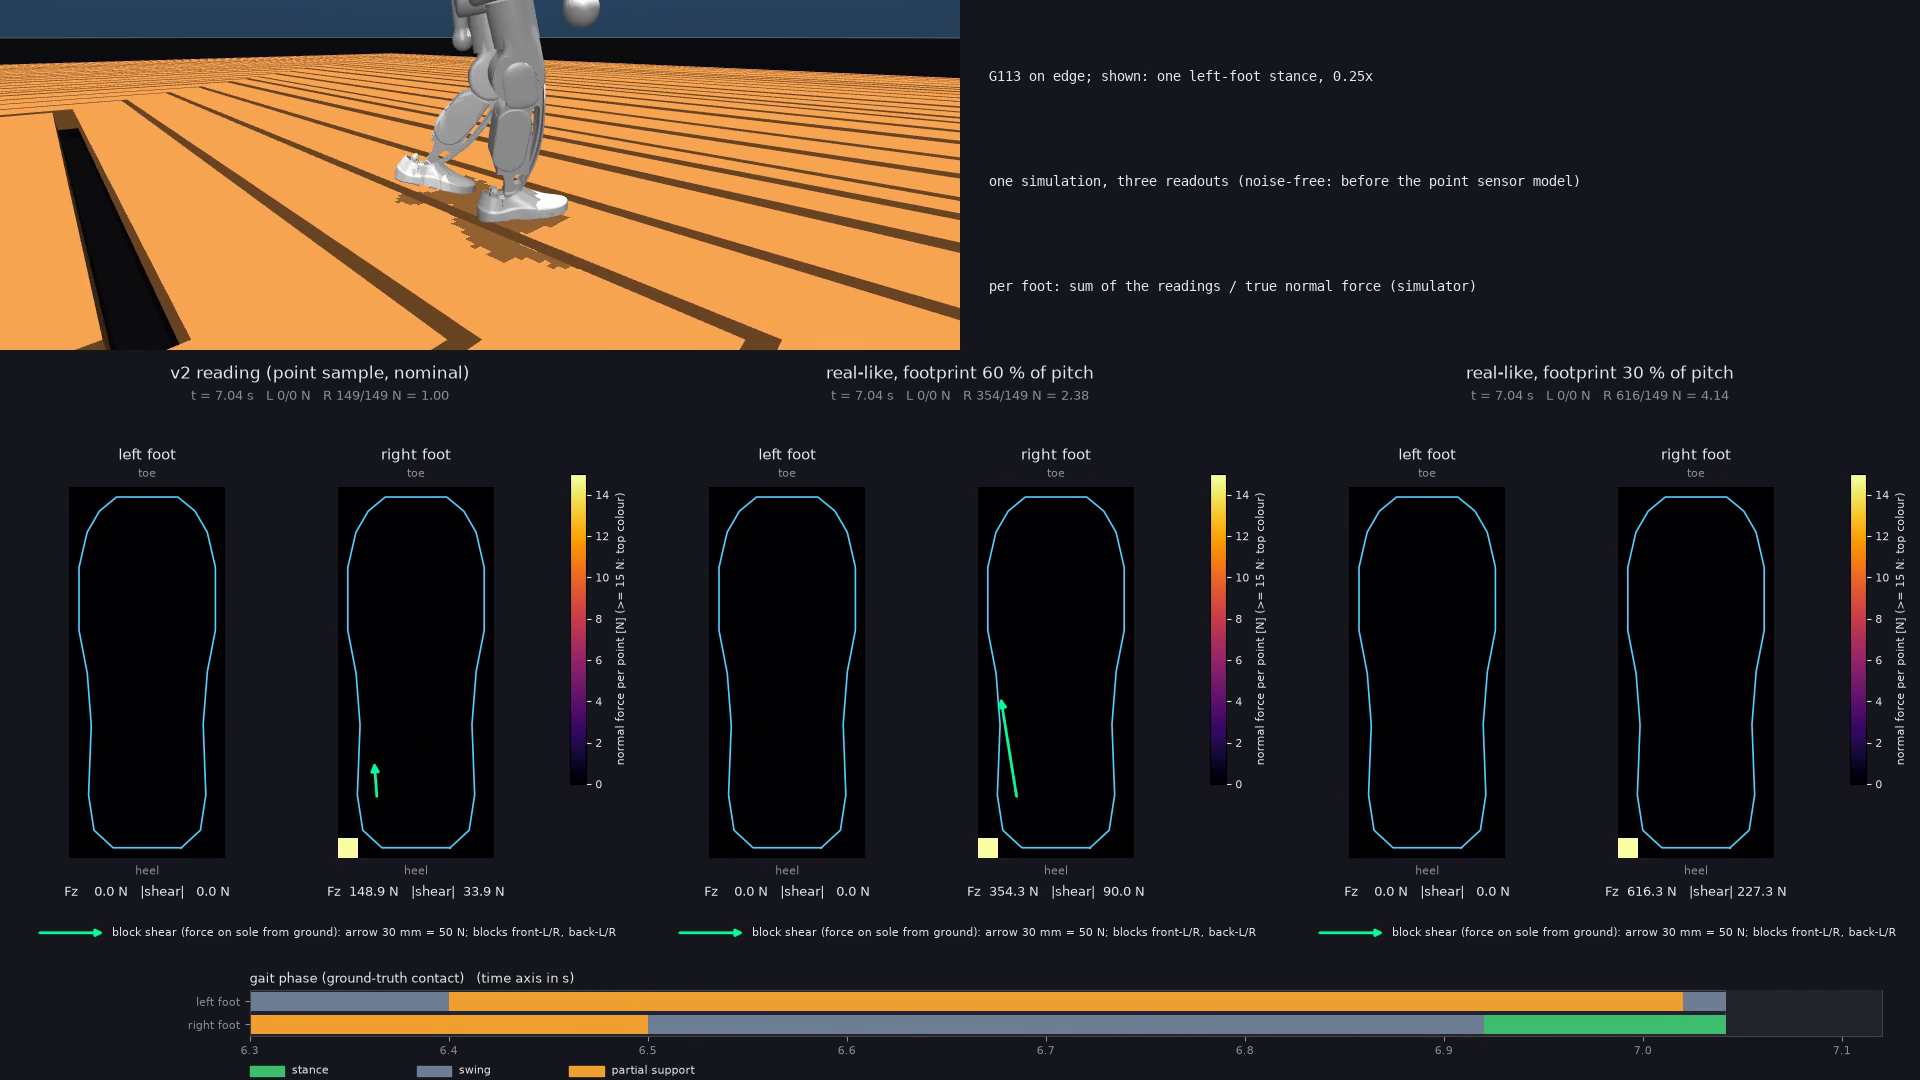 G113 on edge; shown: one left-foot stance, 0.25x
one simulation, three readouts (noise-free: before the point sensor model)
per foot: sum of the readings / true normal force (simulator)
v2 reading (point sample, nominal)
t = 7.04 s   L 0/0 N   R 149/149 N = 1.00
left foot
toe
right foot
toe
14
12
10
8
6
4
2
0
normal force per point [N] (>= 15 N: top colour)
heel
heel
Fz 0.0 N |shear| 0.0 N
Fz 148.9 N |shear| 33.9 N
block shear (force on sole from ground): arrow 30 mm = 50 N; blocks front-L/R, back-L/R
real-like, footprint 60 % of pitch
t = 7.04 s   L 0/0 N   R 354/149 N = 2.38
left foot
toe
right foot
toe
14
12
10
8
6
4
2
0
normal force per point [N] (>= 15 N: top colour)
heel
heel
Fz 0.0 N |shear| 0.0 N
Fz 354.3 N |shear| 90.0 N
block shear (force on sole from ground): arrow 30 mm = 50 N; blocks front-L/R, back-L/R
real-like, footprint 30 % of pitch
t = 7.04 s   L 0/0 N   R 616/149 N = 4.14
left foot
toe
right foot
toe
14
12
10
8
6
4
2
0
normal force per point [N] (>= 15 N: top colour)
heel
heel
Fz 0.0 N |shear| 0.0 N
Fz 616.3 N |shear| 227.3 N
block shear (force on sole from ground): arrow 30 mm = 50 N; blocks front-L/R, back-L/R
gait phase (ground-truth contact)   (time axis in s)
left foot
right foot
6.3 6.4 6.5 6.6 6.7 6.8 6.9 7.0 7.1
stance swing partial support